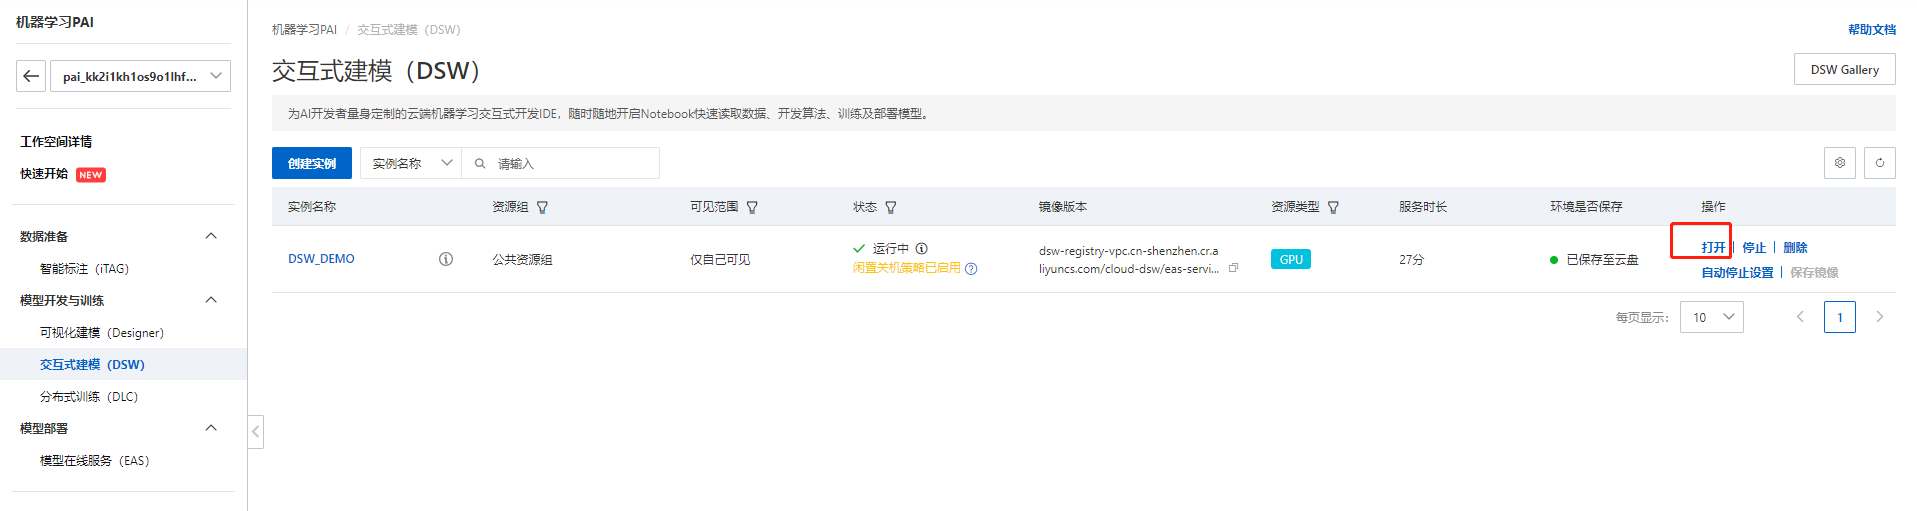 机器学习PAI
pai_kk2i1kh1os9o1lhf...
工作空间详情
快速开始 NEW
数据准备
智能标注（iTAG）
模型开发与训练
可视化建模（Designer）
交互式建模（DSW）
分布式训练（DLC）
模型部署
模型在线服务（EAS）
机器学习PAI / 交互式建模（DSW）
帮助文档
交互式建模（DSW）
DSW Gallery
为AI开发者量身定制的云端机器学习交互式开发IDE，随时随地开启Notebook快速读取数据、开发算法、训练及部署模型。
创建实例 实例名称 请输入
实例名称 资源组 可见范围 状态 镜像版本 资源类型 服务时长 环境是否保存 操作
DSW_DEMO 公共资源组 仅自己可见 运行中 闲置关机策略已启用 dsw-registry-vpc.cn-shenzhen.cr.a
liyuncs.com/cloud-dsw/eas-servi... GPU 27分 已保存至云盘 打开 | 停止 | 删除
自动停止设置 | 保存镜像
每页显示： 10 1